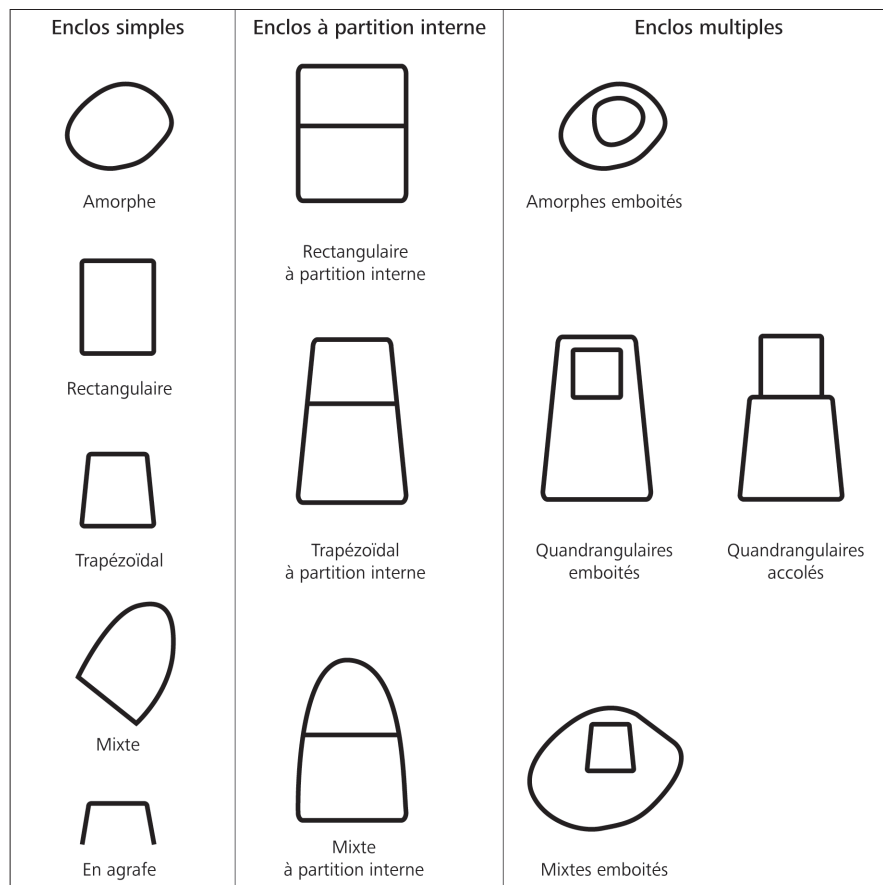 Enclos simples
Enclos à partition interne
Enclos multiples
Amorphe
Rectangulaire
à partition interne
Amorphes emboités
Rectangulaire
Trapézoïdal
Trapézoïdal
à partition interne
Quandrangulaires
emboités
Quandrangulaires
accolés
Mixte
En agrafe
Mixte
à partition interne
Mixtes emboités